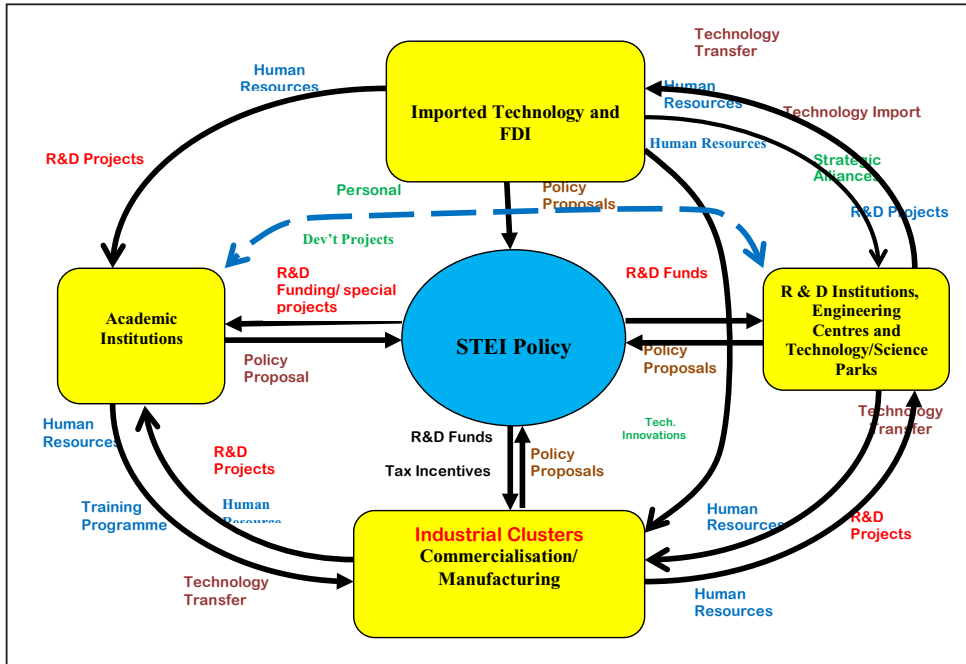 Technology
Transfer
Human
Resources
Human
Resources
Imported Technology and
FDI
Technology Import
Human Resources
R&D Projects
Strategic
Alliances
Personal
Policy
Proposals
R&D Projects
Dev't Projects
R&D
Funding/ special
projects
R&D Funds
Academic
Institutions
STEI Policy
R & D Institutions,
Engineering
Centres and
Technology/Science
Parks
Policy
Proposal
Policy
Proposals
Human
Resources
R&D
Projects
R&D Funds
Tax Incentives
Policy
Proposals
Tech.
Innovations
Technology
Transfer
Training
Programme
Human
Resource
Human
Resources
R&D
Projects
Industrial Clusters
Commercialisation/
Manufacturing
Technology
Transfer
Human
Resources